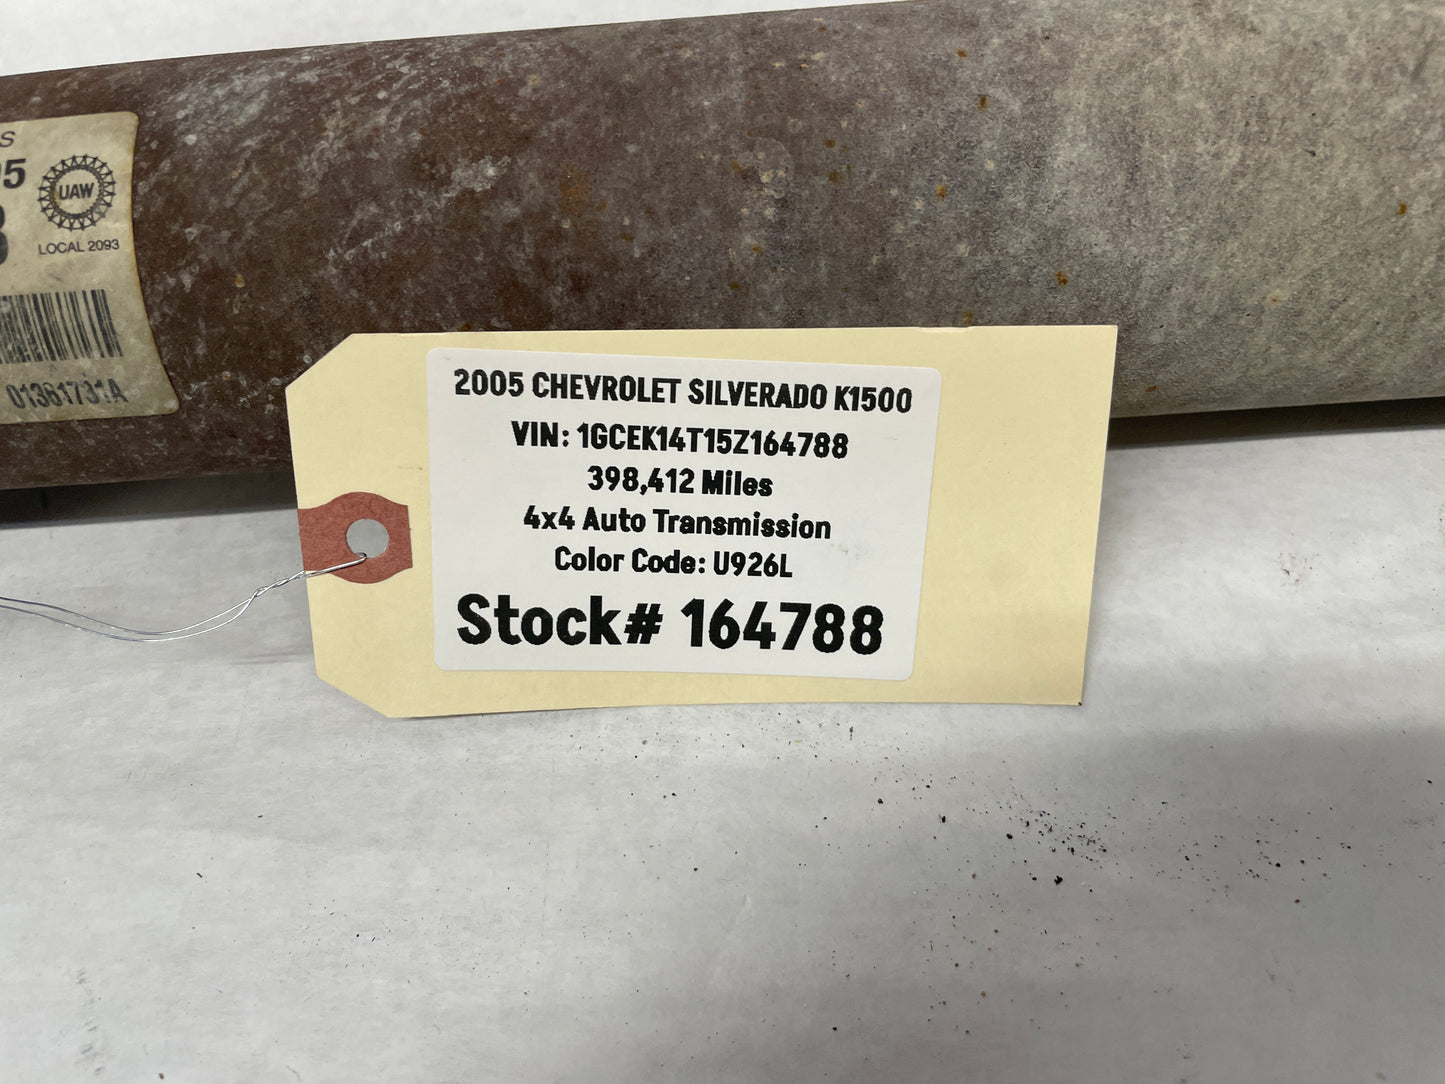 S
05
UAW
LOCAL 2093
01361731A
2005 CHEVROLET SILVERADO K1500
VIN: 1GCEK14T15Z164788
398,412 Miles
4x4 Auto Transmission
Color Code: U926L
Stock# 164788